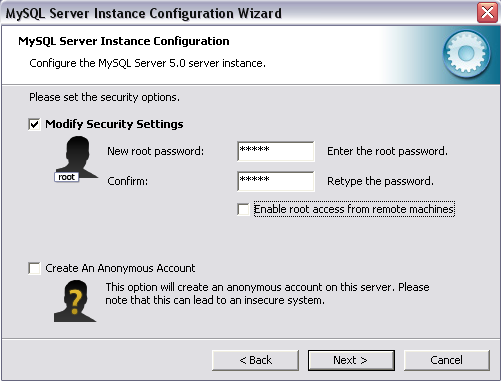 MySQL Server Instance Configuration Wizard
MySQL Server Instance Configuration
Configure the MySQL Server 5.0 server instance.
Please set the security options.
Modify Security Settings
root
New root password: ***** Enter the root password.
Confirm: ***** Retype the password.
Enable root access from remote machines
Create An Anonymous Account
?
This option will create an anonymous account on this server. Please
note that this can lead to an insecure system.
< Back Next > Cancel